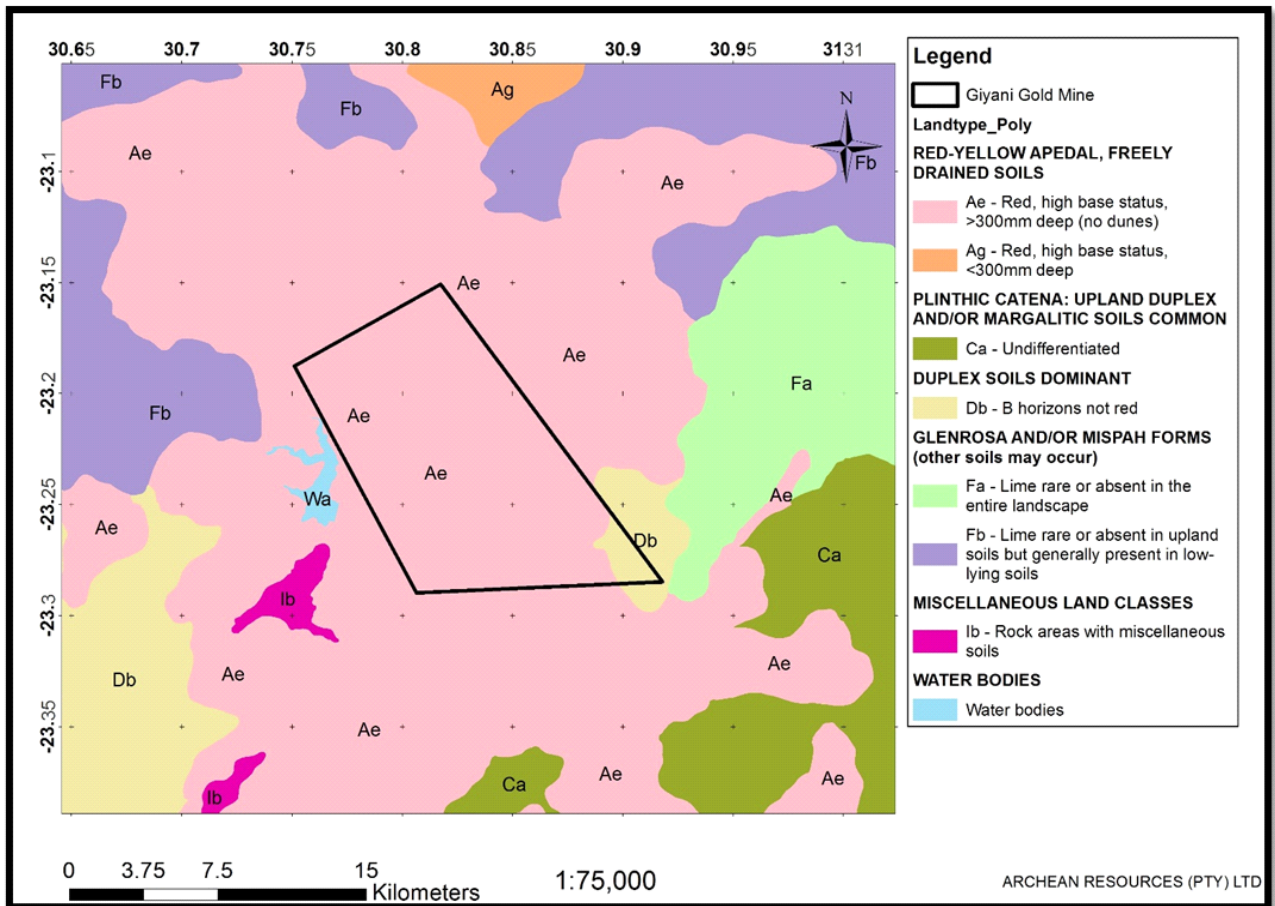 30.65 30.7 30.75 30.8 30.85 30.9 30.95 3131
-23.1
-23.15
-23.2
-23.25
-23.3
-23.35
Fb
Fb
Ag
N
Fb
Ae
Ae
Ae
Ae
Fa
Fb
Ae
Ae
Wa
Ae
Ae
Db
Ca
Ib
Ae
Db
Ae
Ae
Ae
Ca
Ae
Ib
Legend
Giyani Gold Mine
Landtype_Poly
RED-YELLOW APEDAL, FREELY
DRAINED SOILS
Ae - Red, high base status,
>300mm deep (no dunes)
Ag - Red, high base status,
<300mm deep
PLINTHIC CATENA: UPLAND DUPLEX
AND/OR MARGALITIC SOILS COMMON
Ca - Undifferentiated
DUPLEX SOILS DOMINANT
Db - B horizons not red
GLENROSA AND/OR MISPAH FORMS
(other soils may occur)
Fa - Lime rare or absent in the
entire landscape
Fb - Lime rare or absent in upland
soils but generally present in low-
lying soils
MISCELLANEOUS LAND CLASSES
Ib - Rock areas with miscellaneous
soils
WATER BODIES
Water bodies
0 3.75 7.5 15
Kilometers
1:75,000
ARCHEAN RESOURCES (PTY) LTD